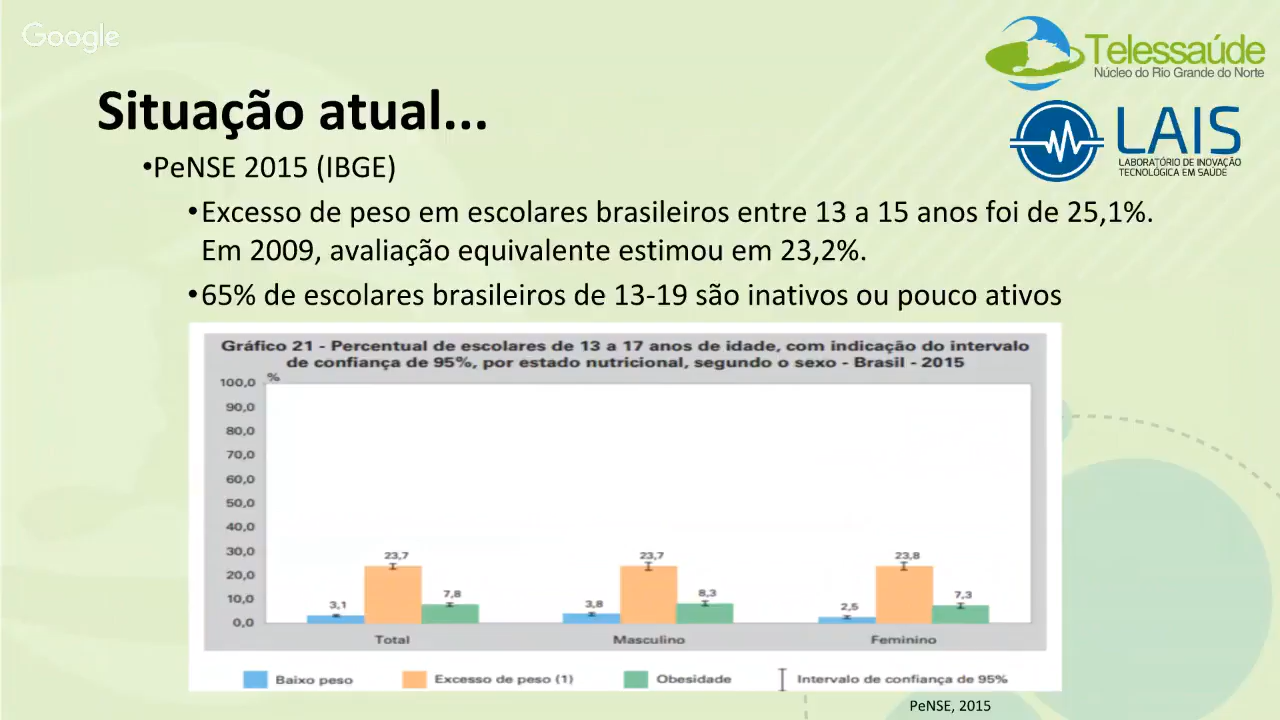 Google
Telessaúde
Núcleo do Rio Grande do Norte
LAIS
LABORATÓRIO DE INOVAÇÃO
TECNOLÓGICA EM SAÚDE
Situação atual...
•PeNSE 2015 (IBGE)
•Excesso de peso em escolares brasileiros entre 13 a 15 anos foi de 25,1%.
Em 2009, avaliação equivalente estimou em 23,2%.
•65% de escolares brasileiros de 13-19 são inativos ou pouco ativos
Gráfico 21 - Percentual de escolares de 13 a 17 anos de idade, com indicação do intervalo
de confiança de 95%, por estado nutricional, segundo o sexo - Brasil - 2015
%
100,0
90,0
80,0
70,0
60,0
50,0
40,0
30,0
20,0
10,0
0,0
3,1 23,7 7,8 3,8 23,7 8,3 2,5 23,8 7,3
Total Masculino Feminino
Baixo peso Excesso de peso (1) Obesidade Intervalo de confiança de 95%
PeNSE, 2015